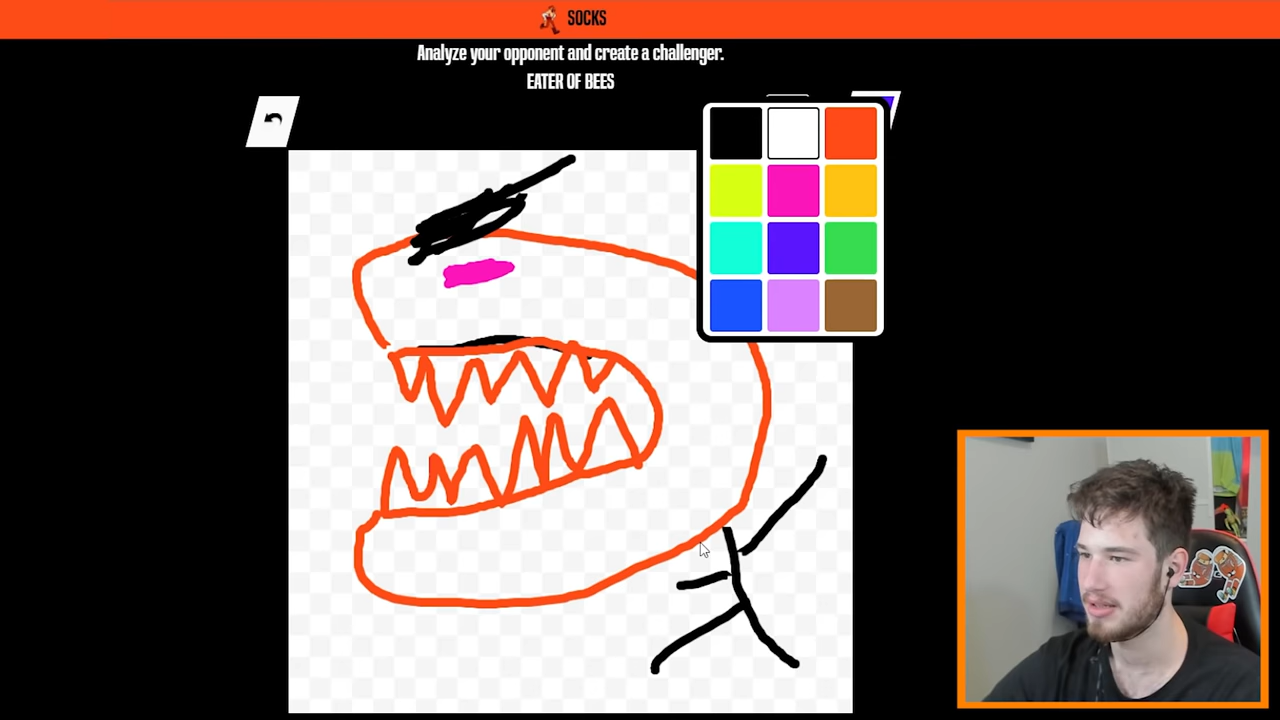 SOCKS
Analyze your opponent and create a challenger.
EATER OF BEES